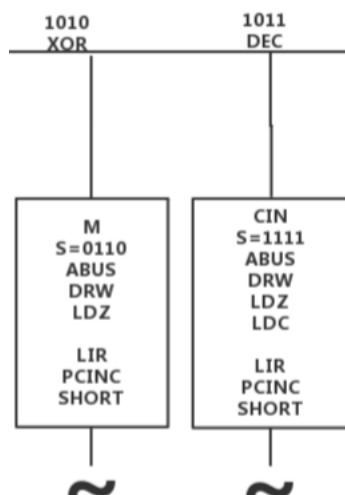 1010
XOR
1011
DEC
M
S=0110
ABUS
DRW
LDZ
LIR
PCINC
SHORT
CIN
S=1111
ABUS
DRW
LDZ
LDC
LIR
PCINC
SHORT
~
~